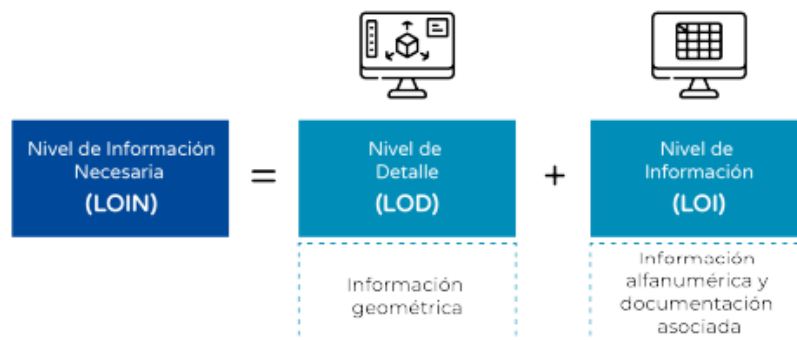 Nivel de Información
Necesaria
(LOIN)
=
Nivel de
Detalle
(LOD)
+
Nivel de
Información
(LOI)
Información
geométrica
Información
alfanumérica y
documentación
asociada